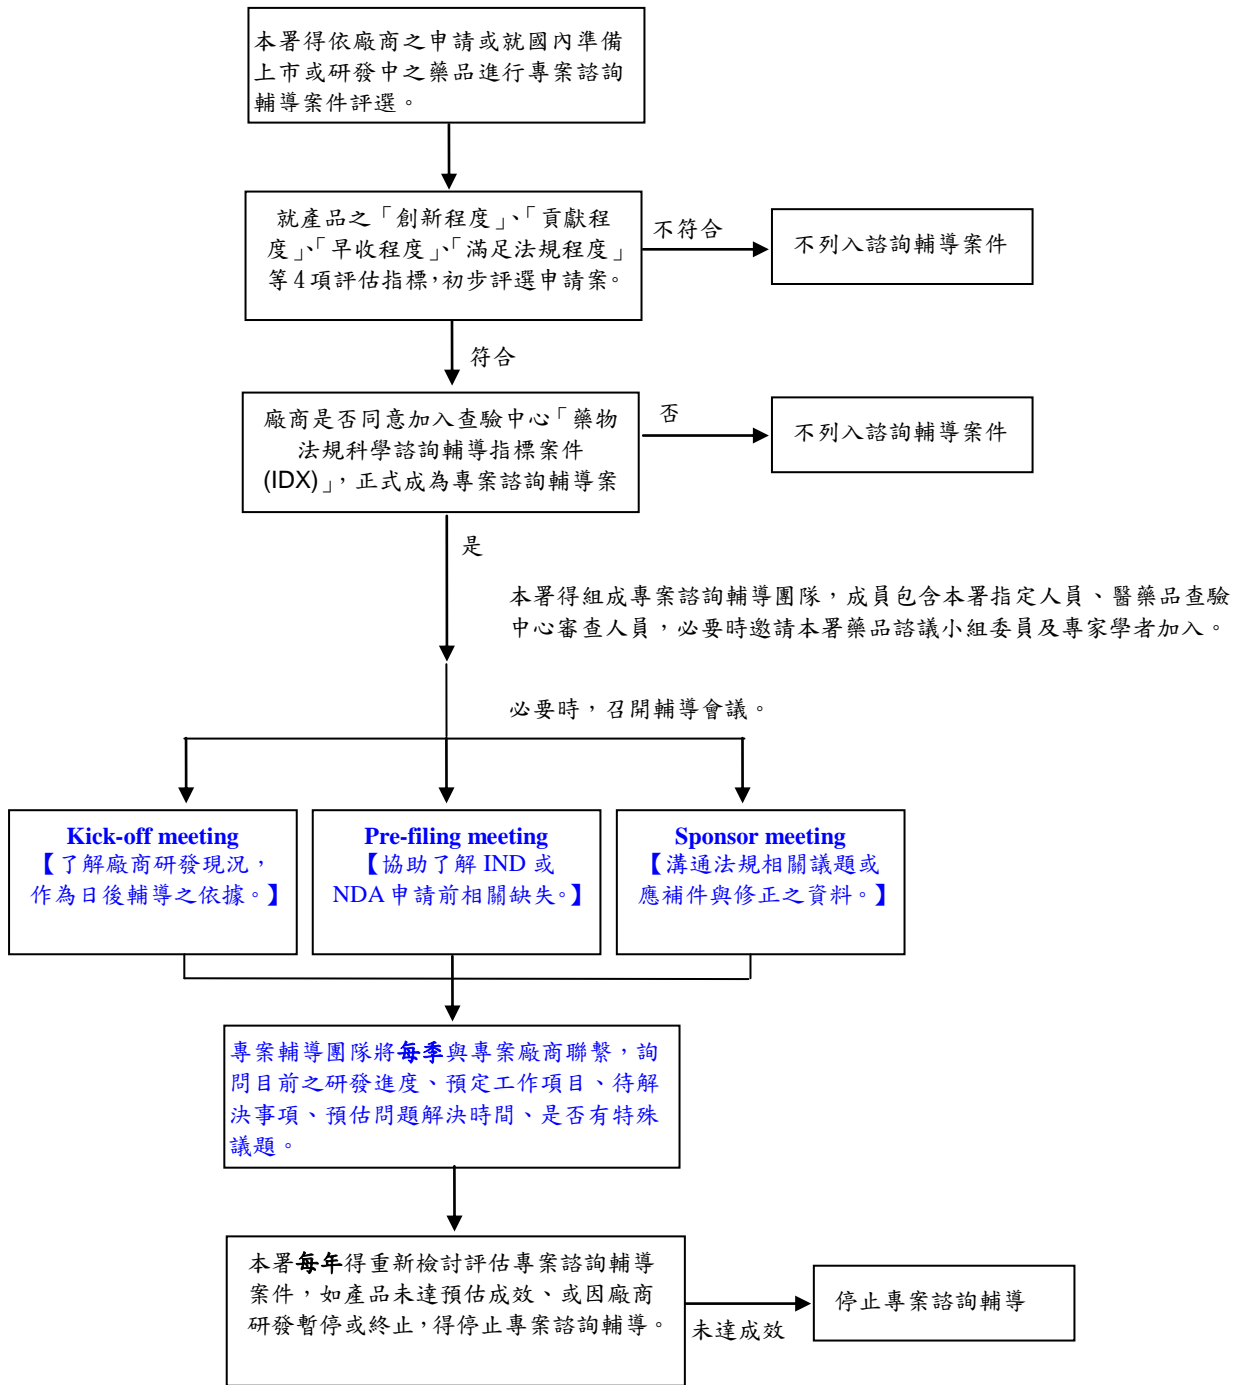 本署得依廠商之申請或就國內準備
上市或研發中之藥品進行專案諮詢
輔導案件評選。
就產品之「創新程度」、「貢獻程
度」、「早收程度」、「滿足法規程度」
等4項評估指標，初步評選申請案。
不符合
不列入諮詢輔導案件
符合
廠商是否同意加入查驗中心「藥物
法規科學諮詢輔導指標案件
(IDX)」，正式成為專案諮詢輔導案
否
不列入諮詢輔導案件
是
本署得組成專案諮詢輔導團隊，成員包含本署指定人員、醫藥品查驗
中心審查人員，必要時邀請本署藥品諮議小組委員及專家學者加入。
必要時，召開輔導會議。
Kick-off meeting
【了解廠商研發現況，
作為日後輔導之依據。】
Pre-filing meeting
【協助了解 IND 或
NDA 申請前相關缺失。】
Sponsor meeting
【溝通法規相關議題或
應補件與修正之資料。】
專案輔導團隊將每季與專案廠商聯繫，詢
問目前之研發進度、預定工作項目、待解
決事項、預估問題解決時間、是否有特殊
議題。
本署每年得重新檢討評估專案諮詢輔導
案件，如產品未達預估成效、或因廠商
研發暫停或終止，得停止專案諮詢輔導。
未達成效
停止專案諮詢輔導